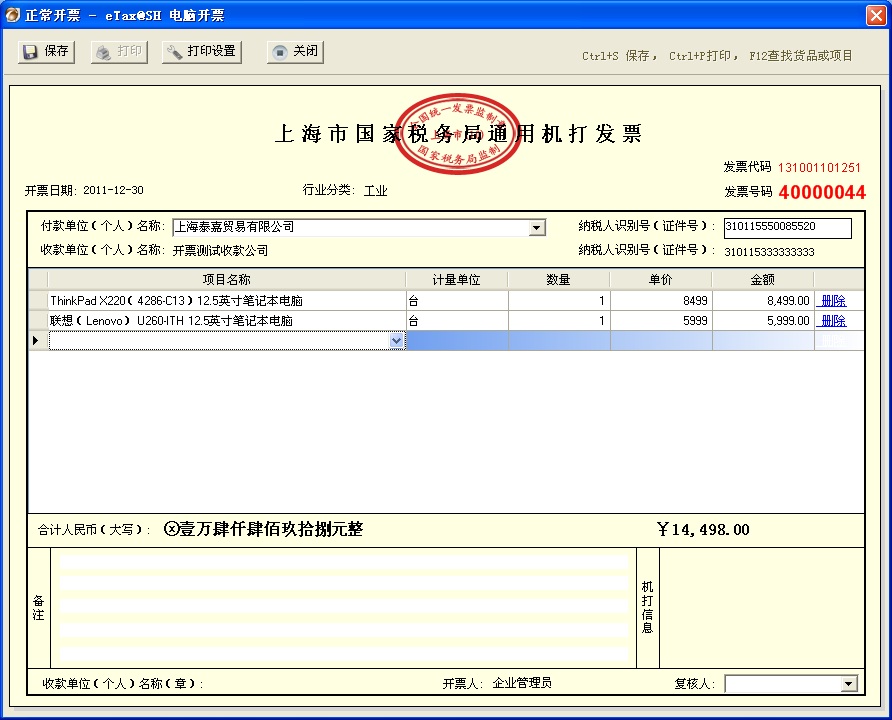 正常开票 - eTax@SH 电脑开票
保存 打印 打印设置 关闭 Ctrl+S 保存， Ctrl+P打印， F12查找货品或项目
全国统一发票监制章
上海市
国家税务局监制
上海市国家税务局通用机打发票
发票代码 131001101251
开票日期: 2011-12-30 行业分类: 工业 发票号码 40000044
付款单位(个人)名称: 上海泰嘉贸易有限公司 纳税人识别号(证件号): 310115550085520
收款单位(个人)名称: 开票测试收款公司 纳税人识别号(证件号): 310115333333333
项目名称 计量单位 数量 单价 金额
ThinkPad X220(4286-C13)12.5英寸笔记本电脑 台 1 8499 8,499.00 删除
联想(Lenovo) U260-ITH 12.5英寸笔记本电脑 台 1 5999 5,999.00 删除
合计人民币(大写): ⓧ壹万肆仟肆佰玖拾捌元整 ￥14,498.00
备注
机打信息
收款单位(个人)名称(章): 开票人: 企业管理员 复核人: